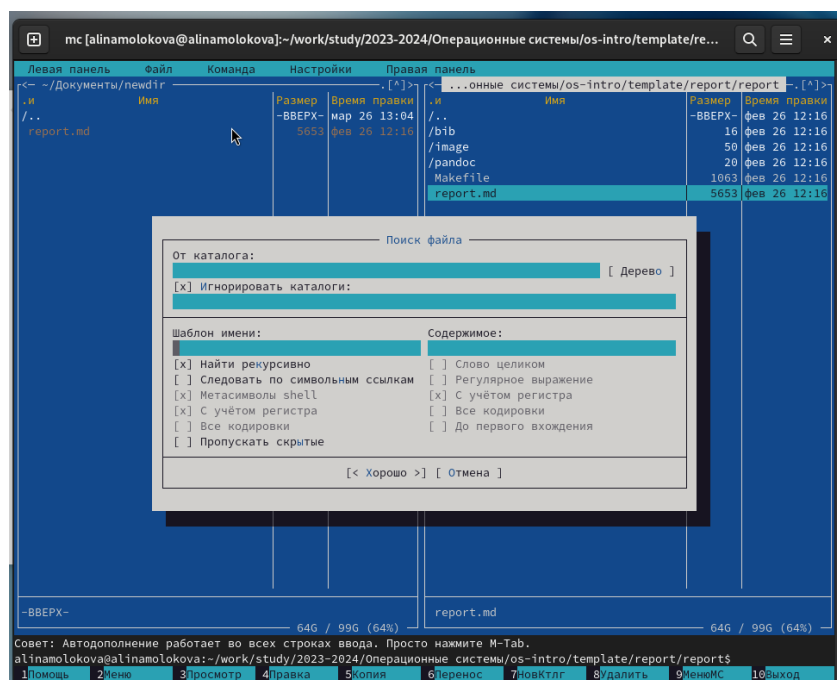 mc [alinamolokova@alinamolokova]:~/work/study/2023-2024/Операционные системы/os-intro/template/re...
Левая панель Файл Команда Настройки Правая панель
<— ~/Документы/newdir .[^]>
.и Имя Размер Время правки
/.. -ВВЕРХ- мар 26 13:04
report.md 5653 фев 26 12:16
<— ...онные системы/os-intro/template/report/report .[^]>
.и Имя Размер Время правки
/.. -ВВЕРХ- фев 26 12:16
/bib 16 фев 26 12:16
/image 50 фев 26 12:16
/pandoc 20 фев 26 12:16
Makefile 1063 фев 26 12:16
report.md 5653 фев 26 12:16
Поиск файла
От каталога:
[ Дерево ]
[x] Игнорировать каталоги:
Шаблон имени:
[x] Найти рекурсивно
[ ] Следовать по символьным ссылкам
[x] Метасимволы shell
[x] С учётом регистра
[ ] Все кодировки
[ ] Пропускать скрытые
Содержимое:
[ ] Слово целиком
[ ] Регулярное выражение
[x] С учётом регистра
[ ] Все кодировки
[ ] До первого вхождения
[< Хорошо >] [ Отмена ]
-ВВЕРХ-
64G / 99G (64%)
report.md
64G / 99G (64%)
Совет: Автодополнение работает во всех строках ввода. Просто нажмите M-Tab.
alinamolokova@alinamolokova:~/work/study/2023-2024/Операционные системы/os-intro/template/report/report$
1Помощь 2Меню 3Просмотр 4Правка 5Копия 6Перенос 7НовКтлг 8Удалить 9МенюМС 10Выход